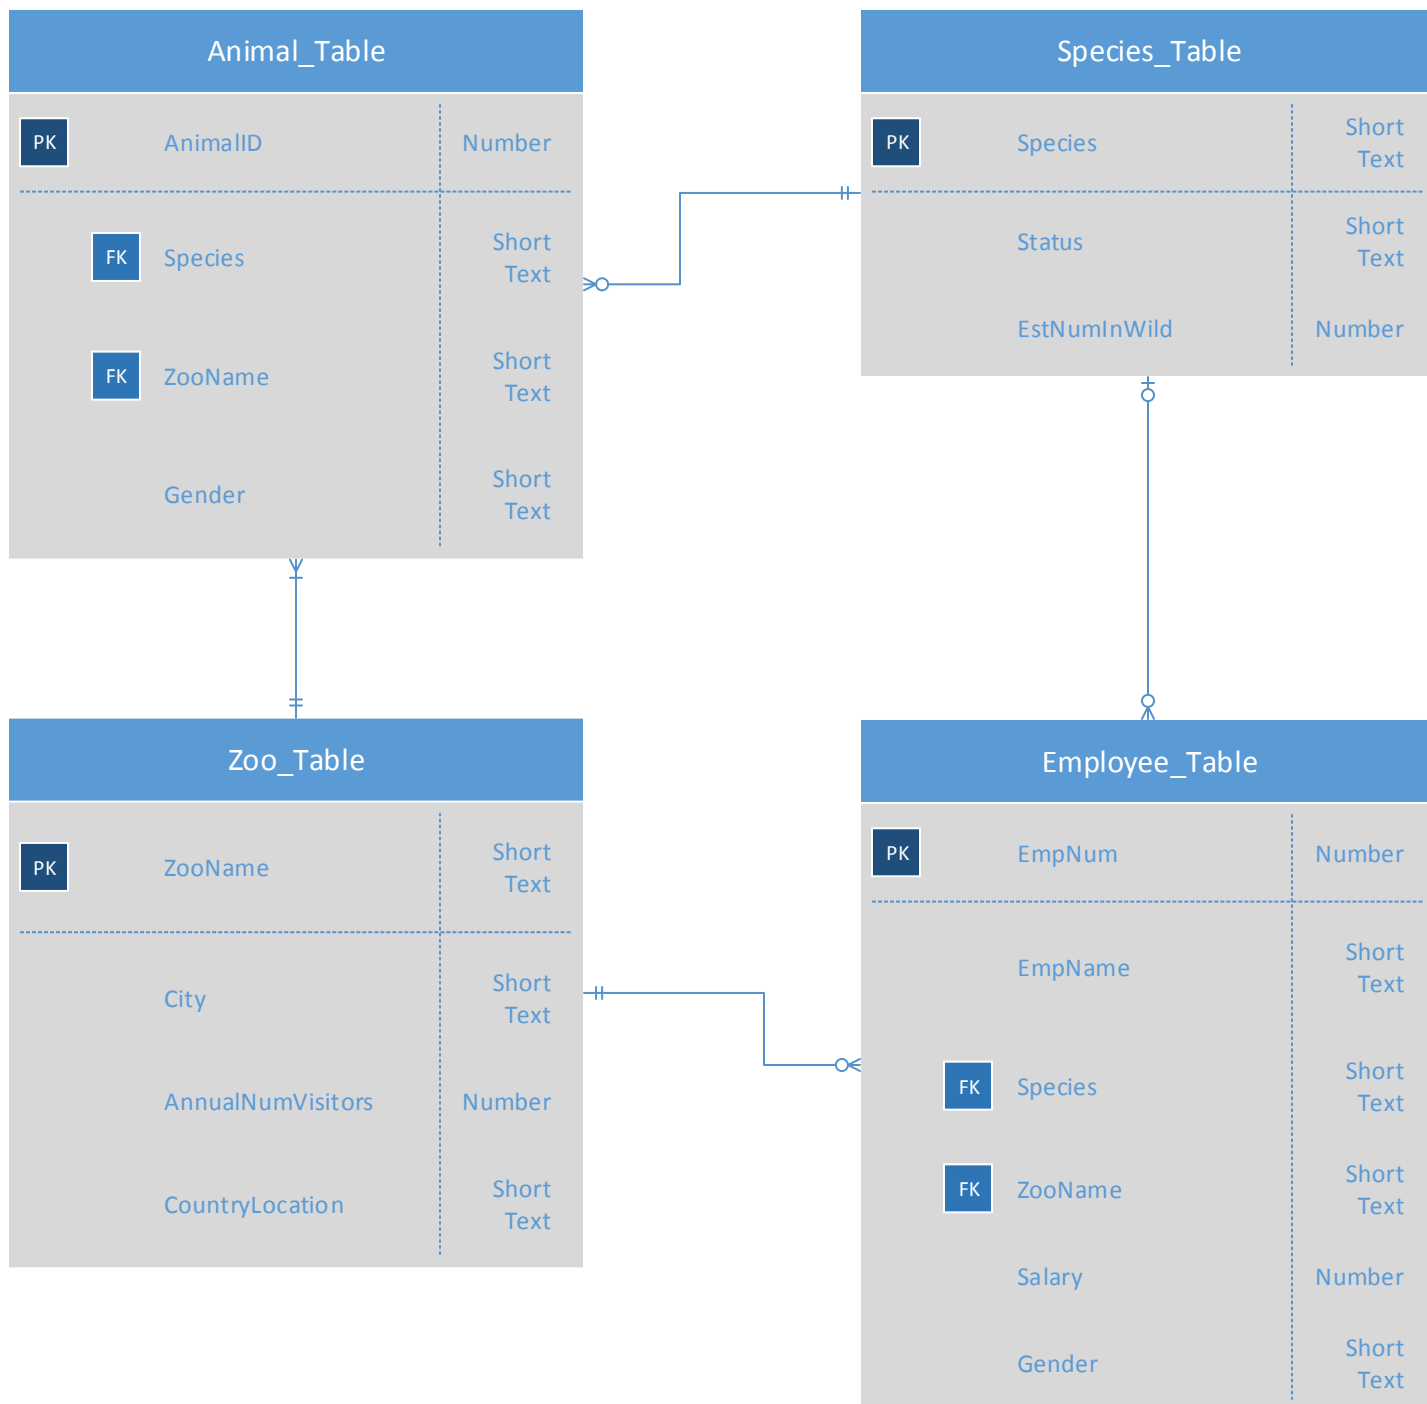 Animal_Table
PK AnimalID Number
FK Species Short
Text
FK ZooName Short
Text
Gender Short
Text
Species_Table
PK Species Short
Text
Status Short
Text
EstNumInWild Number
Zoo_Table
PK ZooName Short
Text
City Short
Text
AnnualNumVisitors Number
CountryLocation Short
Text
Employee_Table
PK EmpNum Number
EmpName Short
Text
FK Species Short
Text
FK ZooName Short
Text
Salary Number
Gender Short
Text